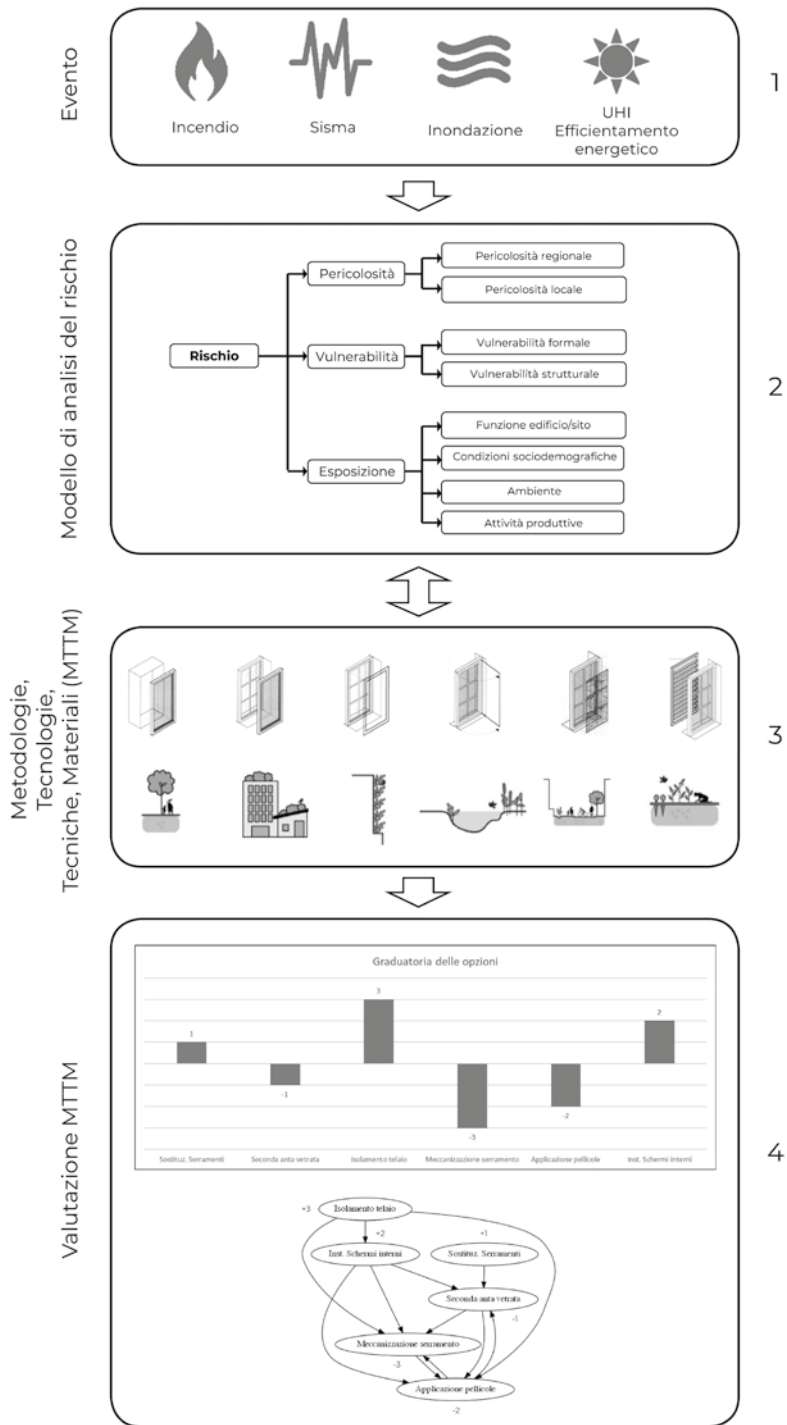 Evento
Incendio
Sisma
Inondazione
UHI
Efficientamento
energetico
1
Modello di analisi del rischio
Rischio
Pericolosità
Pericolosità regionale
Pericolosità locale
Vulnerabilità
Vulnerabilità formale
Vulnerabilità strutturale
Esposizione
Funzione edificio/sito
Condizioni sociodemografiche
Ambiente
Attività produttive
2
Metodologie,
Tecnologie,
Tecniche, Materiali (MTTM)
3
Valutazione MTTM
Graduatoria delle opzioni
1
-1
3
-3
-2
2
Sostituz. Serramenti
Seconda anta vetrata
Isolamento telaio
Meccanizzazione serramento
Applicazione pellicole
Inst. Schermi interni
4
+3
Isolamento telaio
+2
Inst. Schermi interni
+1
Sostituz. Serramenti
Seconda anta vetrata
-1
Meccanizzazione serramento
-3
Applicazione pellicole
-2